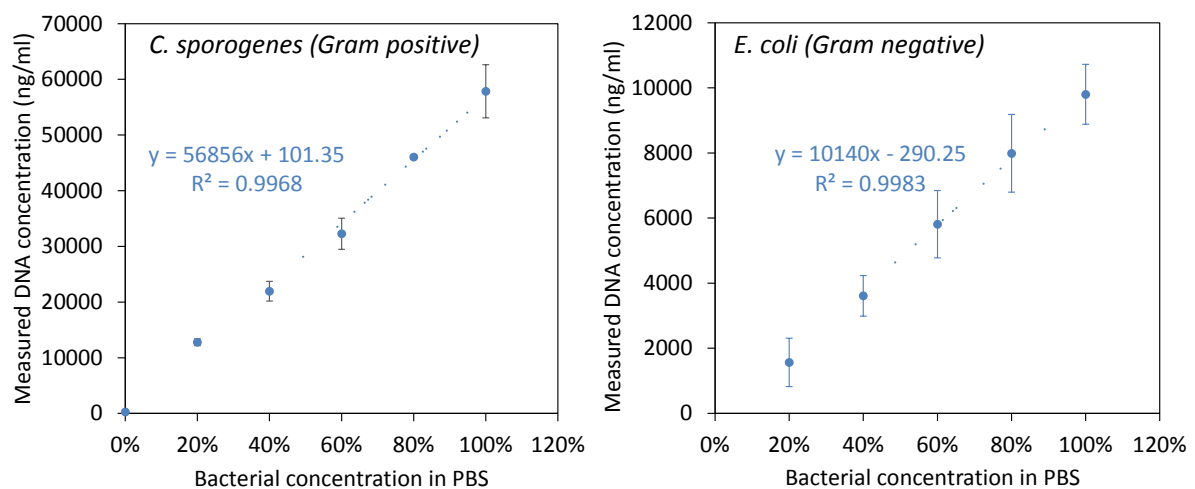 C. sporogenes (Gram positive)
y = 56856x + 101.35
R² = 0.9968
Measured DNA concentration (ng/ml)
70000
60000
50000
40000
30000
20000
10000
0
0% 20% 40% 60% 80% 100% 120%
Bacterial concentration in PBS
E. coli (Gram negative)
y = 10140x - 290.25
R² = 0.9983
Measured DNA concentration (ng/ml)
12000
10000
8000
6000
4000
2000
0
0% 20% 40% 60% 80% 100% 120%
Bacterial concentration in PBS